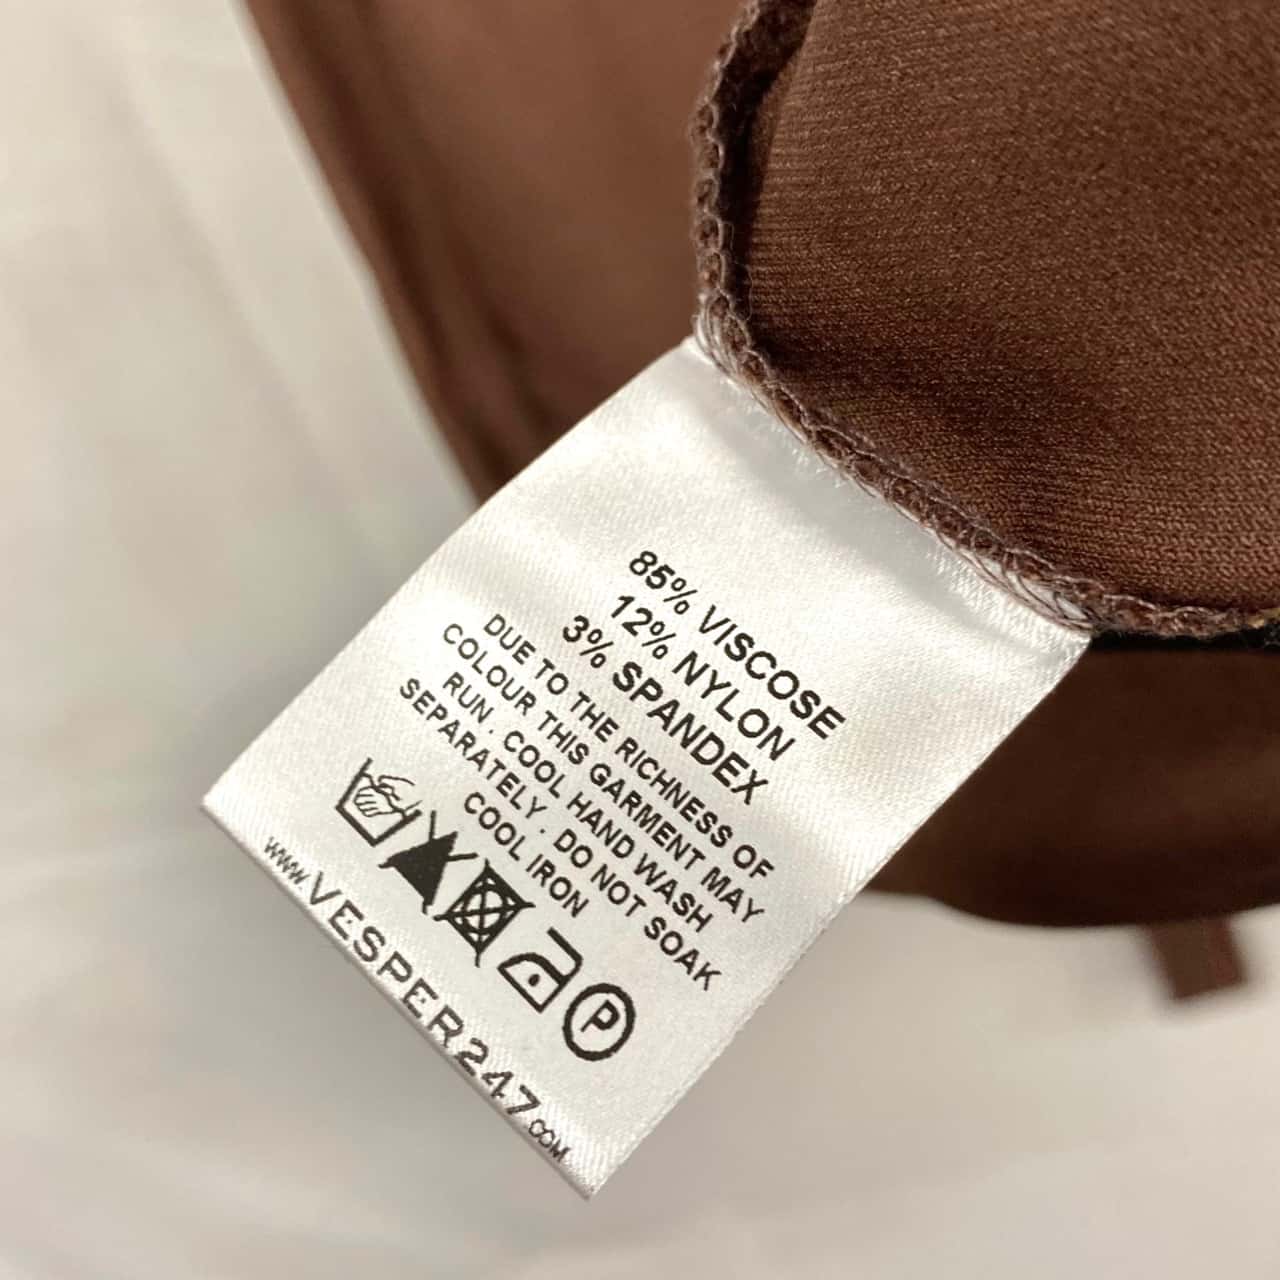 85% VISCOSE
12% NYLON
3% SPANDEX
DUE TO THE RICHNESS OF
COLOUR THIS GARMENT MAY
RUN. COOL HAND WASH
SEPARATELY. DO NOT SOAK
COOL IRON
P
www.VESPER247.COM